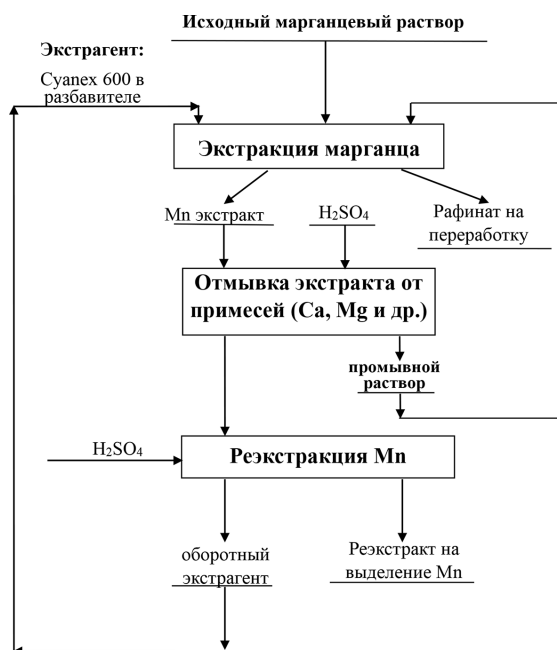 Исходный марганцевый раствор
Экстрагент:
Cyanex 600 в
разбавителе
Экстракция марганца
Mn экстракт
H₂SO₄
Рафинат на
переработку
Отмывка экстракта от
примесей (Ca, Mg и др.)
промывной
раствор
H₂SO₄
Реэкстракция Mn
оборотный
экстрагент
Реэкстракт на
выделение Mn